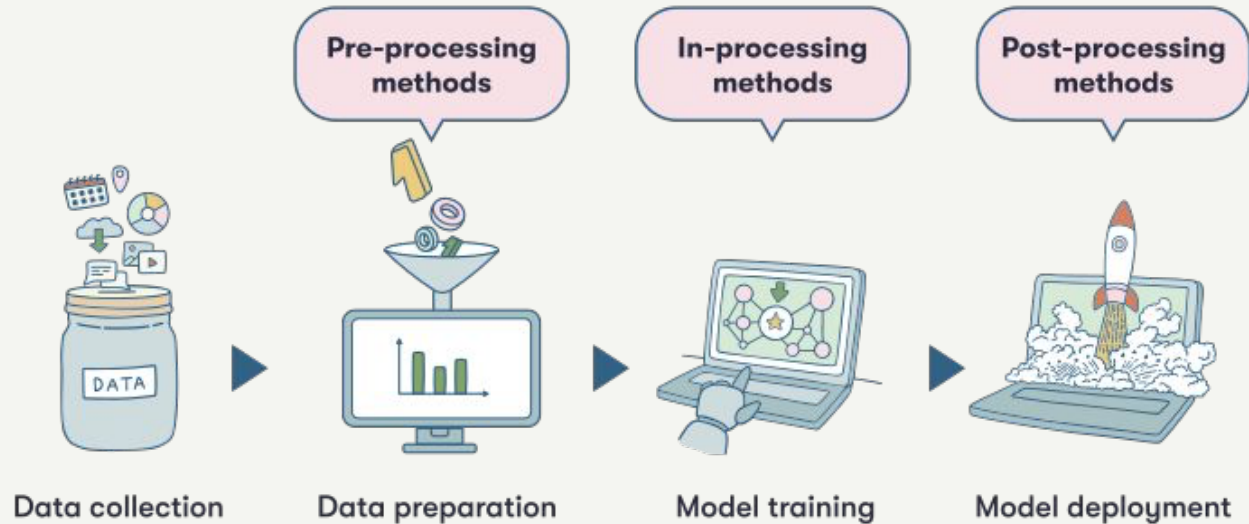 Pre-processing
methods
In-processing
methods
Post-processing
methods
DATA
Data collection
Data preparation
Model training
Model deployment